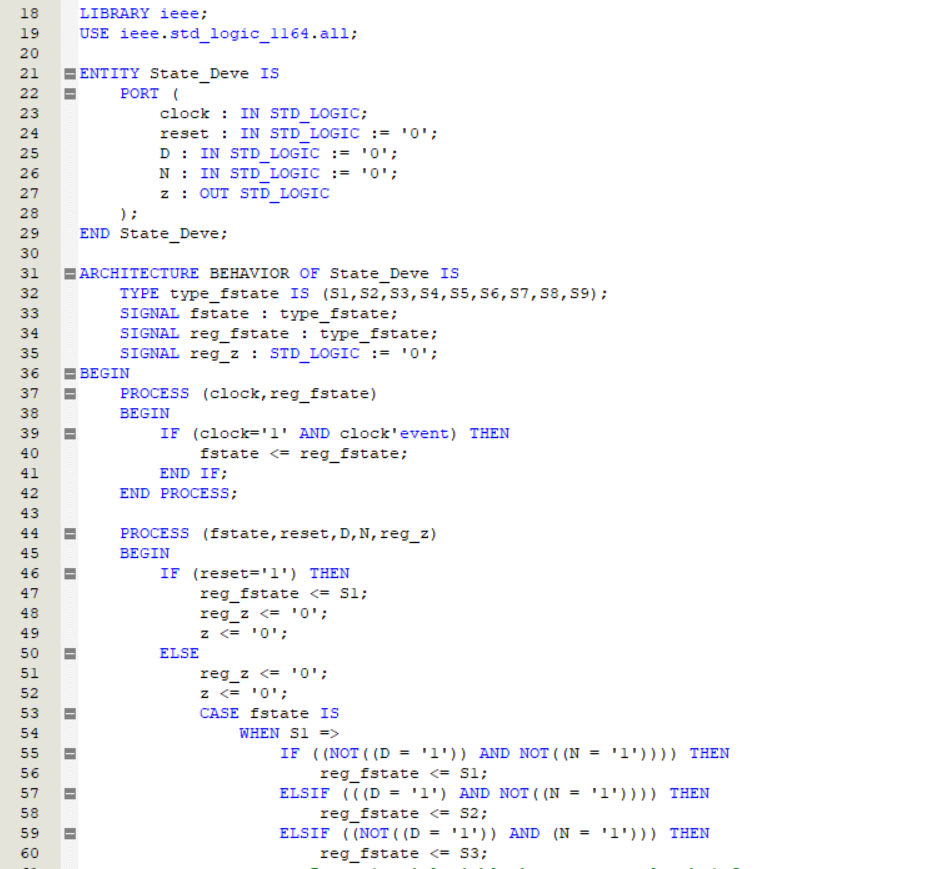 18 LIBRARY ieee;
19 USE ieee.std_logic_1164.all;
20
21 ENTITY State_Deve IS
22 PORT (
23 clock : IN STD_LOGIC;
24 reset : IN STD_LOGIC := '0';
25 D : IN STD_LOGIC := '0';
26 N : IN STD_LOGIC := '0';
27 z : OUT STD_LOGIC
28 );
29 END State_Deve;
30
31 ARCHITECTURE BEHAVIOR OF State_Deve IS
32 TYPE type_fstate IS (S1,S2,S3,S4,S5,S6,S7,S8,S9);
33 SIGNAL fstate : type_fstate;
34 SIGNAL reg_fstate : type_fstate;
35 SIGNAL reg_z : STD_LOGIC := '0';
36 BEGIN
37 PROCESS (clock,reg_fstate)
38 BEGIN
39 IF (clock='1' AND clock'event) THEN
40 fstate <= reg_fstate;
41 END IF;
42 END PROCESS;
43
44 PROCESS (fstate,reset,D,N,reg_z)
45 BEGIN
46 IF (reset='1') THEN
47 reg_fstate <= S1;
48 reg_z <= '0';
49 z <= '0';
50 ELSE
51 reg_z <= '0';
52 z <= '0';
53 CASE fstate IS
54 WHEN S1 =>
55 IF ((NOT((D = '1')) AND NOT((N = '1')))) THEN
56 reg_fstate <= S1;
57 ELSIF (((D = '1') AND NOT((N = '1')))) THEN
58 reg_fstate <= S2;
59 ELSIF ((NOT((D = '1')) AND (N = '1'))) THEN
60 reg_fstate <= S3;